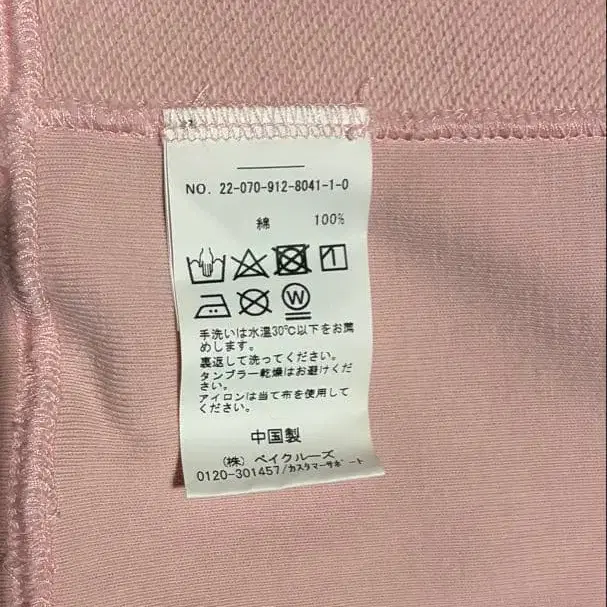 NO. 22-070-912-8041-1-0
綿 100%
W
手洗いは水温30℃以下をお薦
めします。
裏返して洗ってください。
タンブラー乾燥はお避けくだ
さい。
アイロンは当て布を使用して
ください。
中国製
(株) ベイクルーズ
0120-301457/カスタマーサポート